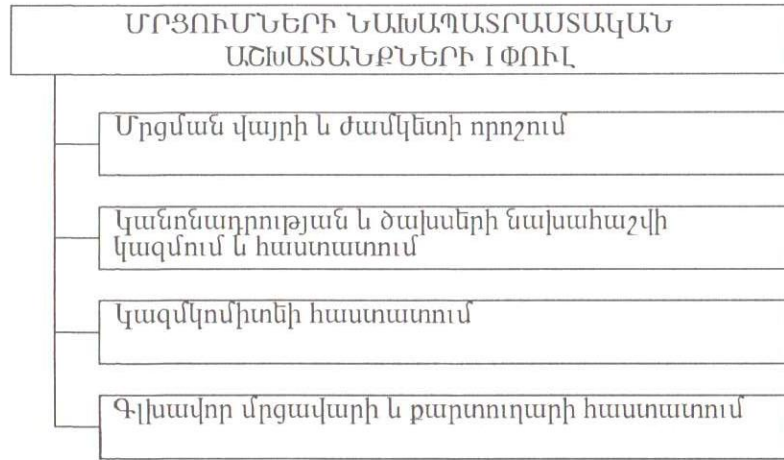 ՄՐՑՈՒՄՆԵՐԻ ՆԱԽԱՊԱՏՐԱՍՏԱԿԱՆ
ԱՇԽԱՏԱՆՔՆԵՐԻ I ՓՈՒԼ
Մրցման վայրի և ժամկետի որոշում
Կանոնադրության և ծախսերի նախահաշվի
կազմում և հաստատում
Կազմկոմիտեի հաստատում
Գլխավոր մրցավարի և քարտուղարի հաստատում